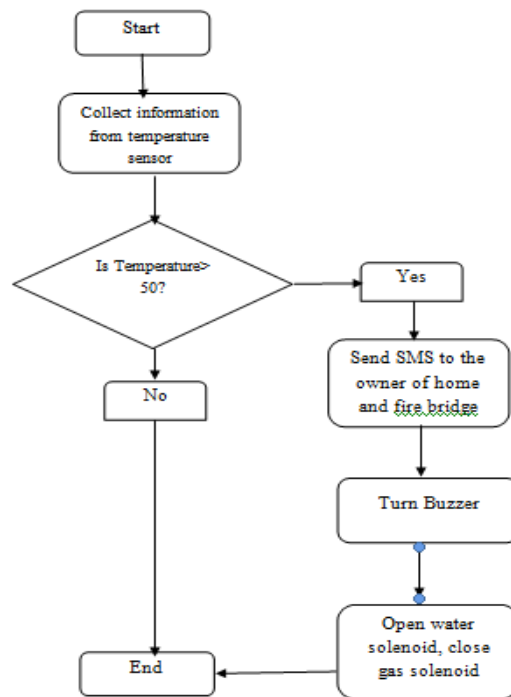 Start
Collect information
from temperature
sensor
Is Temperature>
50?
Yes
No
Send SMS to the
owner of home
and fire bridge
Turn Buzzer
Open water
solenoid, close
gas solenoid
End